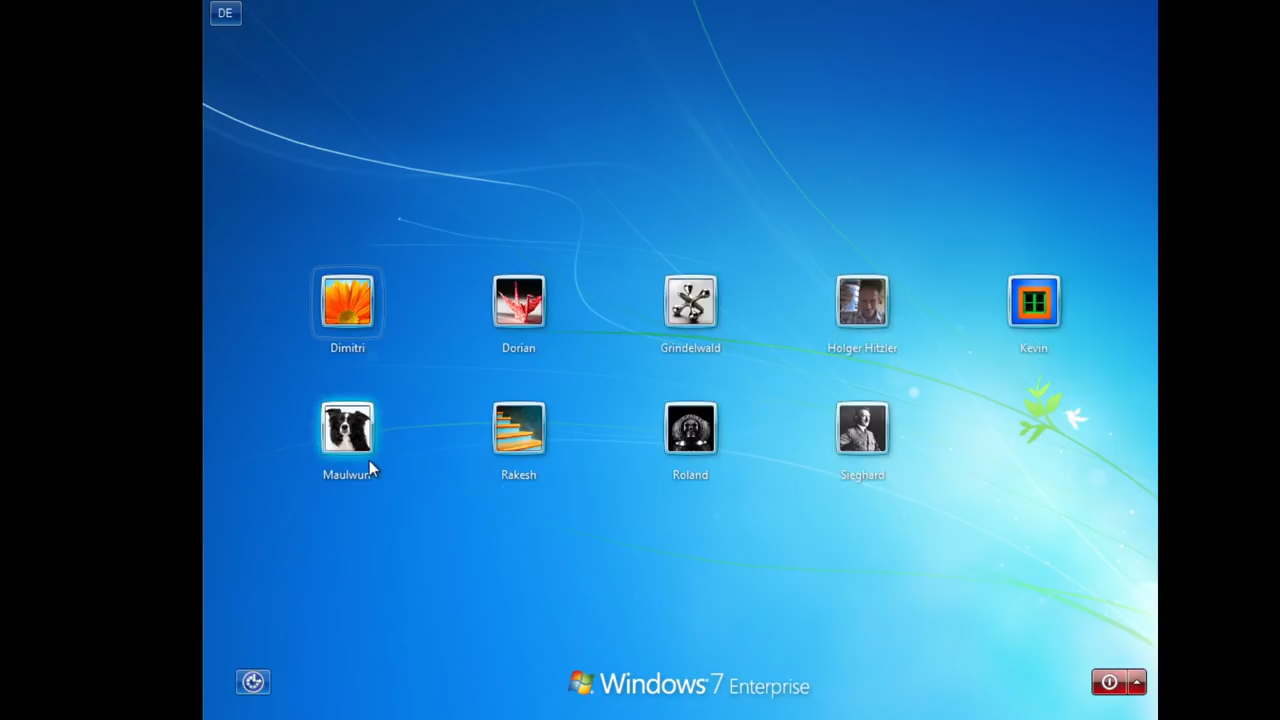 DE
Dimitri
Dorian
Grindelwald
Holger Hitzler
Kevin
Rakesh
Roland
Sieghard
Windows 7 Enterprise